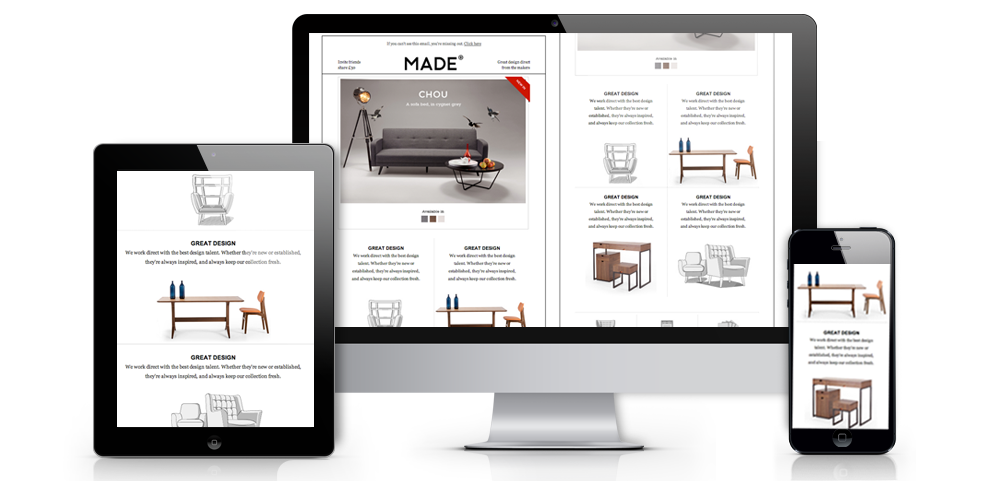 If you can't see this email, you're missing out. Click here
Invite friends
share £50
MADE®
Great design direct
from the makers
CHOU
A sofa bed, in cygnet grey
NEW IN
Available in
GREAT DESIGN
We work direct with the best design
talent. Whether they're new or
established, they're always inspired,
and always keep our collection fresh.
GREAT DESIGN
We work direct with the best design
talent. Whether they're new or
established, they're always inspired,
and always keep our collection fresh.
Available in
GREAT DESIGN
We work direct with the best design
talent. Whether they're new or
established, they're always inspired,
and always keep our collection fresh.
GREAT DESIGN
We work direct with the best design
talent. Whether they're new or
established, they're always inspired,
and always keep our collection fresh.
GREAT DESIGN
We work direct with the best design
talent. Whether they're new or
established, they're always inspired,
and always keep our collection fresh.
GREAT DESIGN
We work direct with the best design
talent. Whether they're new or
established, they're always inspired,
and always keep our collection fresh.
GREAT DESIGN
We work direct with the best design talent. Whether they're new or established,
they're always inspired, and always keep our collection fresh.
GREAT DESIGN
We work direct with the best design talent. Whether they're new or established,
they're always inspired, and always keep our collection fresh.
GREAT DESIGN
We work direct with the best design
talent. Whether they're new or
established, they're always inspired,
and always keep our collection fresh.